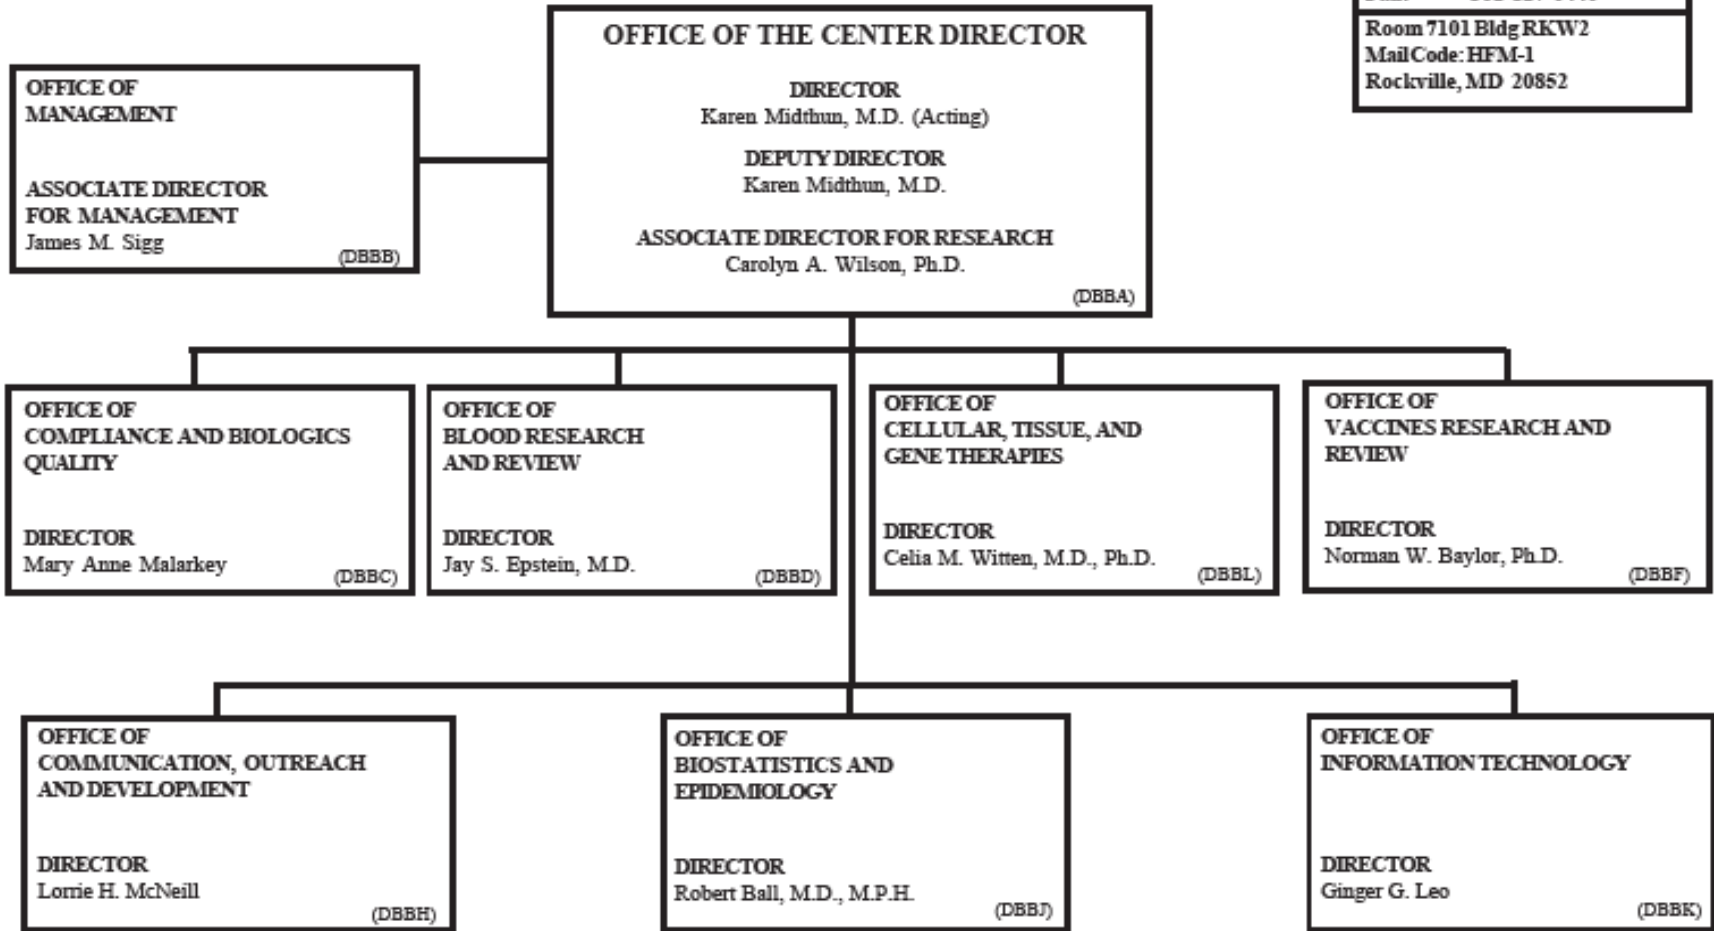 OFFICE OF THE CENTER DIRECTOR
DIRECTOR
Karen Midthun, M.D. (Acting)
DEPUTY DIRECTOR
Karen Midthun, M.D.
ASSOCIATE DIRECTOR FOR RESEARCH
Carolyn A. Wilson, Ph.D.
(DBBA)
Room 7101 Bldg RKW2
Mail Code: HFM-1
Rockville, MD 20852
OFFICE OF
MANAGEMENT
ASSOCIATE DIRECTOR
FOR MANAGEMENT
James M. Sigg
(DBBB)
OFFICE OF
COMPLIANCE AND BIOLOGICS
QUALITY
DIRECTOR
Mary Anne Malarkey
(DBBC)
OFFICE OF
BLOOD RESEARCH
AND REVIEW
DIRECTOR
Jay S. Epstein, M.D.
(DBBD)
OFFICE OF
CELLULAR, TISSUE, AND
GENE THERAPIES
DIRECTOR
Celia M. Witten, M.D., Ph.D.
(DBBL)
OFFICE OF
VACCINES RESEARCH AND
REVIEW
DIRECTOR
Norman W. Baylor, Ph.D.
(DBBF)
OFFICE OF
COMMUNICATION, OUTREACH
AND DEVELOPMENT
DIRECTOR
Lorrie H. McNeill
(DBBH)
OFFICE OF
BIOSTATISTICS AND
EPIDEMIOLOGY
DIRECTOR
Robert Ball, M.D., M.P.H.
(DBBJ)
OFFICE OF
INFORMATION TECHNOLOGY
DIRECTOR
Ginger G. Leo
(DBBK)